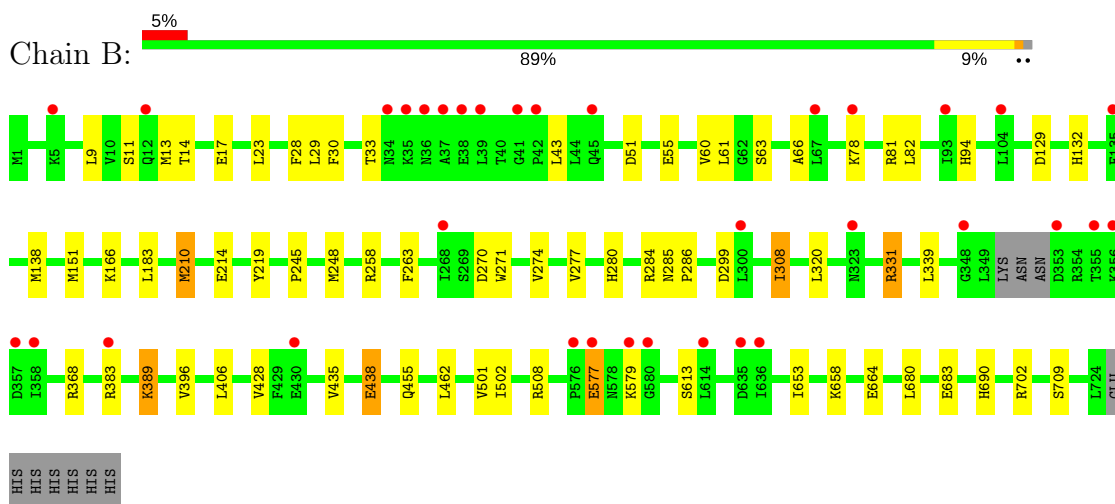 5%
Chain B:
89% 9% ••
M1 K5 L9 V10 S11 Q12 M13 T14 E17 L23 F28 L29 F30 T33 N34 K35 N36 A37 E38 L39 T40 G41 P42 L43 L44 Q45 D51 E55 V60 L61 G62 S63 A66 L67 K78 R81 L82 I93 H94 L104 D129 H132 E135
M138 M151 K166 L183 M210 E214 Y219 P245 M248 R258 F263 I268 S269 D270 W271 V274 V277 H280 R284 N285 P286 D299 L300 I308 L320 N323 R331 L339 G348 L349 LYS ASN ASN D353 R354 T355 K356
D357 I358 R368 R383 K389 V396 L406 V428 F429 E430 V435 E438 Q455 L462 V501 I502 R508 P576 E577 N578 K579 G580 S613 L614 D635 I636 I653 K658 E664 L680 E683 H690 R702 S709 L724 GLU
HIS HIS HIS HIS HIS HIS